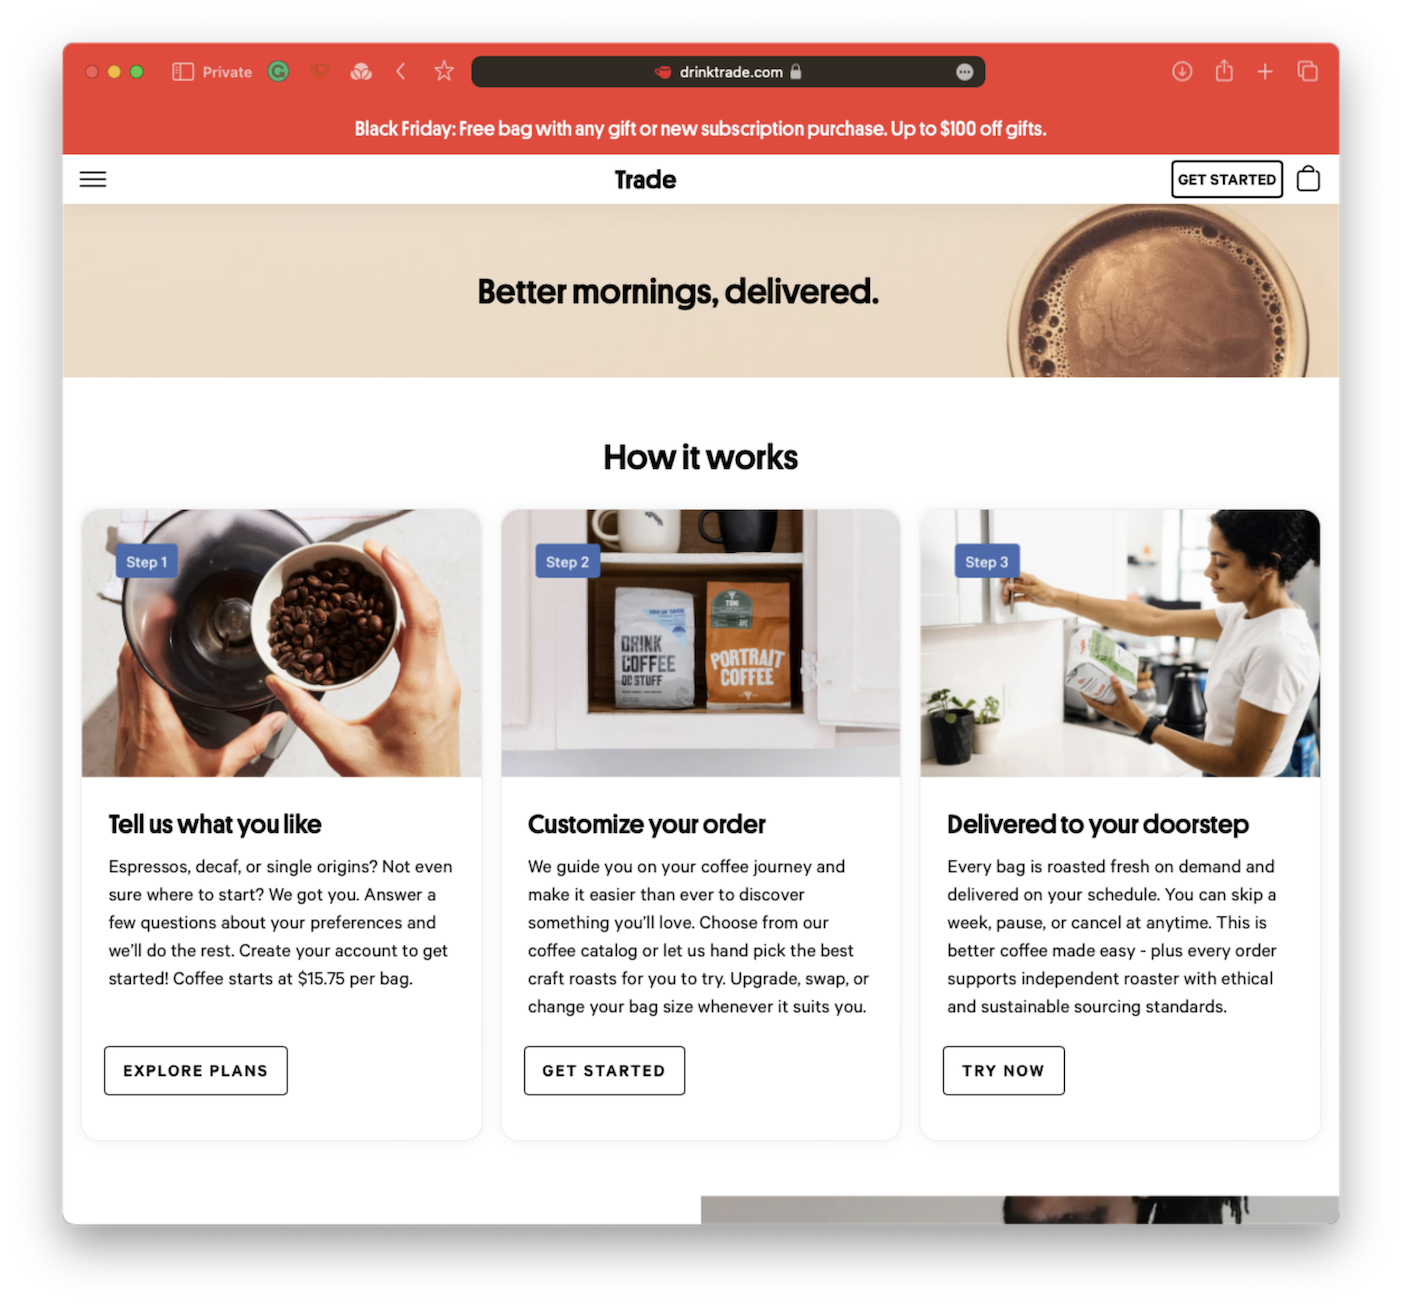 Private
drinktrade.com
Black Friday: Free bag with any gift or new subscription purchase. Up to $100 off gifts.
Trade
GET STARTED
Better mornings, delivered.
How it works
Step 1
Step 2
Step 3
DRINK
COFFEE
DO STUFF
TONI
PORTRAIT
COFFEE
Tell us what you like
Espressos, decaf, or single origins? Not even
sure where to start? We got you. Answer a
few questions about your preferences and
we'll do the rest. Create your account to get
started! Coffee starts at $15.75 per bag.
EXPLORE PLANS
Customize your order
We guide you on your coffee journey and
make it easier than ever to discover
something you'll love. Choose from our
coffee catalog or let us hand pick the best
craft roasts for you to try. Upgrade, swap, or
change your bag size whenever it suits you.
GET STARTED
Delivered to your doorstep
Every bag is roasted fresh on demand and
delivered on your schedule. You can skip a
week, pause, or cancel at anytime. This is
better coffee made easy - plus every order
supports independent roaster with ethical
and sustainable sourcing standards.
TRY NOW